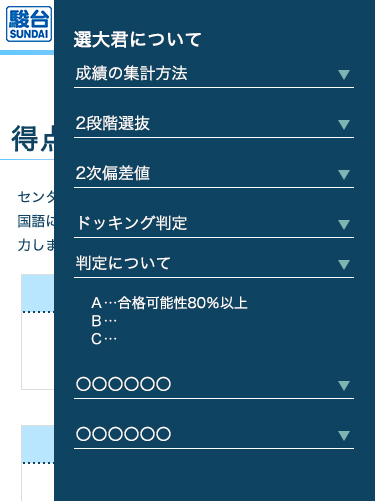 駿台
SUNDAI
選大君について
成績の集計方法
2段階選抜
得点
2次偏差値
センタ
国語に
ドッキング判定
力しま
判定について
A…合格可能性80%以上
B…
C…
〇〇〇〇〇〇
〇〇〇〇〇〇